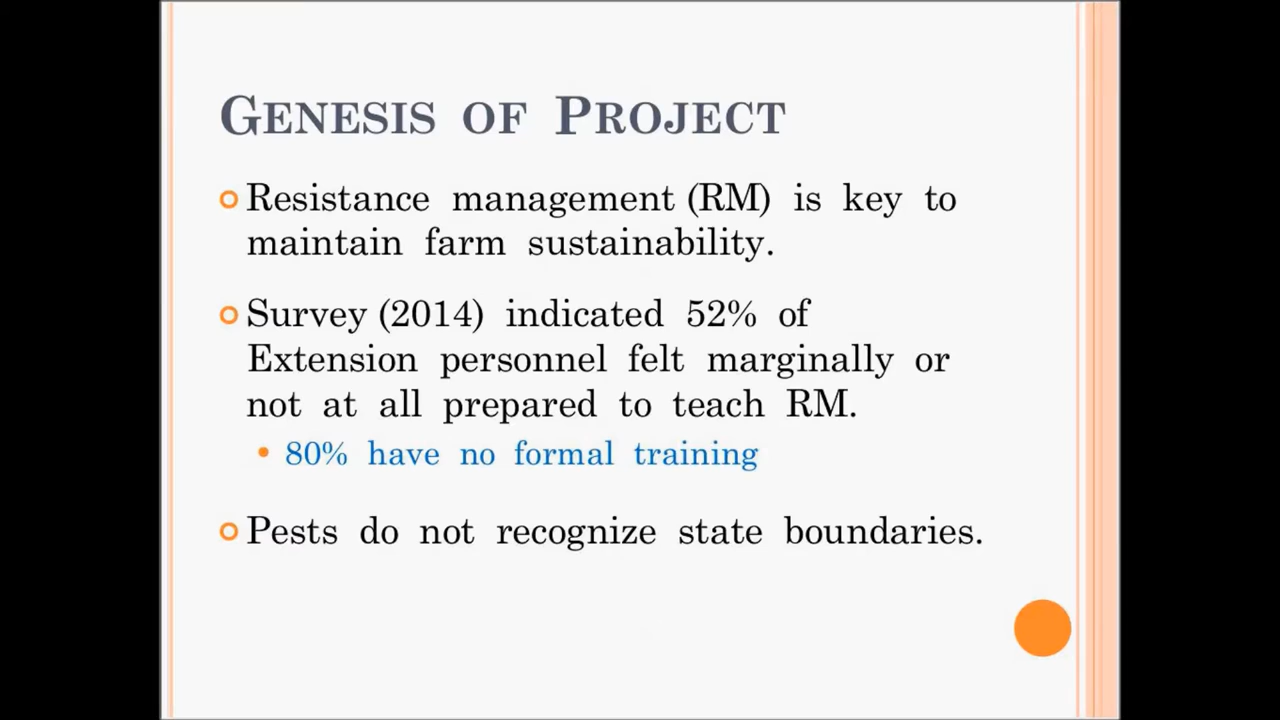 Genesis of Project
Resistance management (RM) is key to
maintain farm sustainability.
Survey (2014) indicated 52% of
Extension personnel felt marginally or
not at all prepared to teach RM.
80% have no formal training
Pests do not recognize state boundaries.